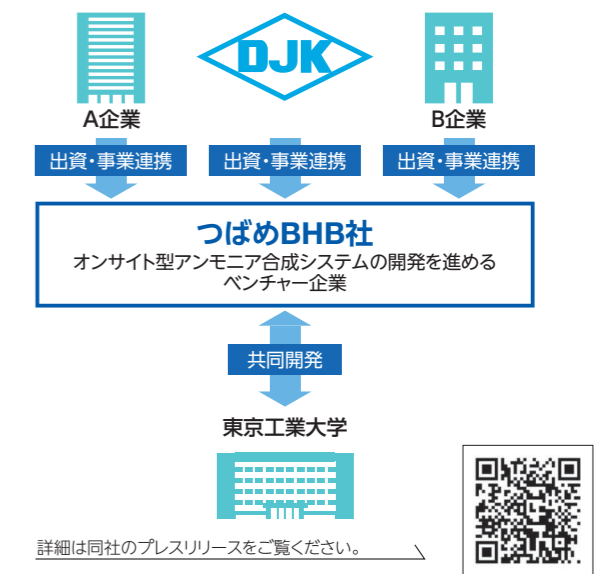 DJK
A企業
B企業
出資・事業連携
出資・事業連携
出資・事業連携
つばめBHB社
オンサイト型アンモニア合成システムの開発を進める
ベンチャー企業
共同開発
東京工業大学
詳細は同社のプレスリリースをご覧ください。